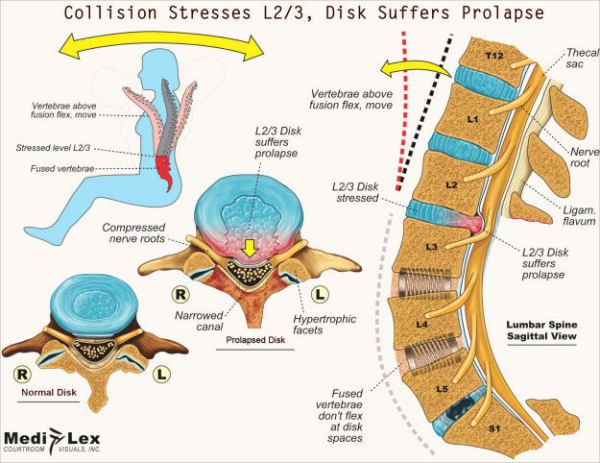 Collision Stresses L2/3, Disk Suffers Prolapse
Vertebrae above
fusion flex, move
Stressed level L2/3
Fused vertebrae
L2/3 Disk
suffers
prolapse
Compressed
nerve roots
R
L
Narrowed
canal
Hypertrophic
facets
Prolapsed Disk
R
L
Normal Disk
Vertebrae above
fusion flex, move
L2/3 Disk
stressed
T12
L1
L2
L3
L4
L5
S1
Thecal
sac
Nerve
root
Ligam.
flavum
L2/3 Disk
suffers
prolapse
Lumbar Spine
Sagittal View
Fused
vertebrae
don't flex
at disk
spaces
Medi Lex
COURTROOM VISUALS, INC.